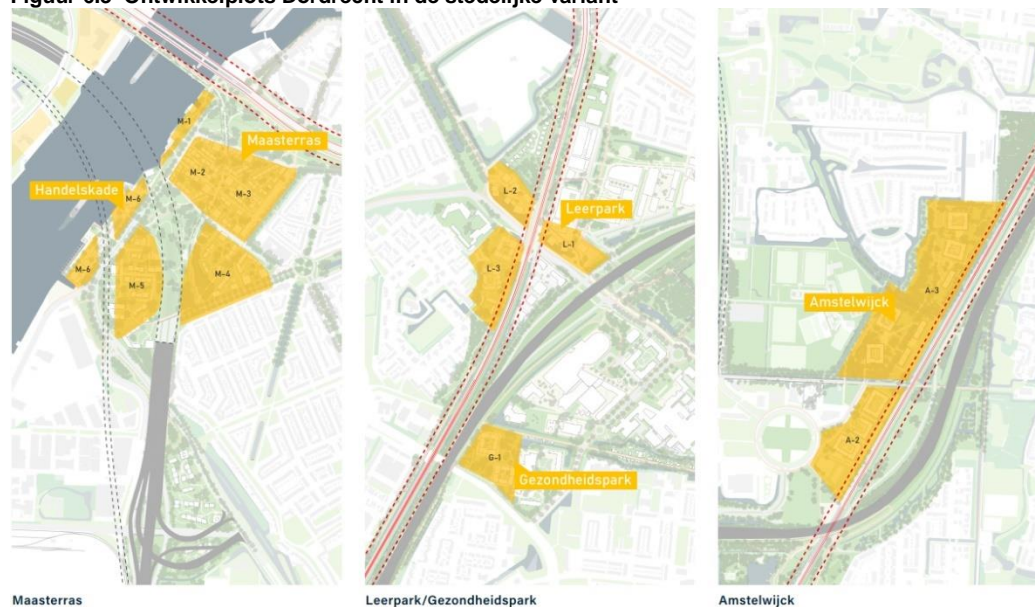 Figuur 6.3 Ontwikkelplots Dordrecht in de stedelijke variant
M-1
Maasterras
M-2
M-3
Handelskade
M-6
M-6
M-5
M-4
L-2
Leerpark
L-1
L-3
G-1
Gezondheidspark
A-3
Amstelwijck
A-2
Maasterras
Leerpark/Gezondheidspark
Amstelwijck